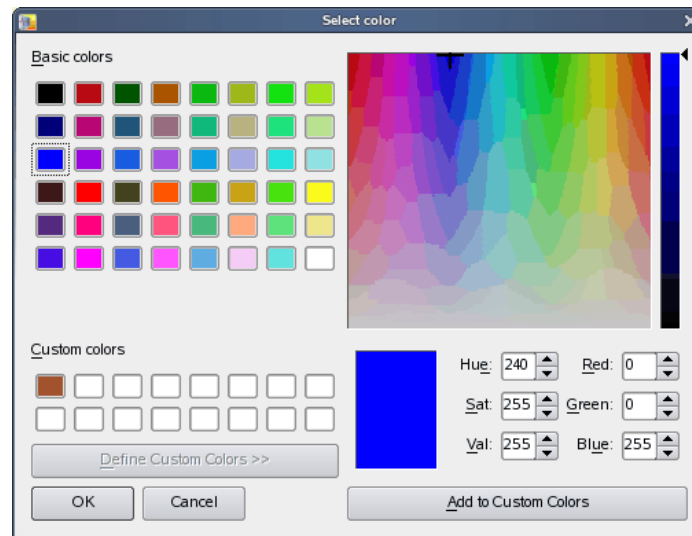 Select color
Basic colors
Custom colors
Define Custom Colors >>
OK
Cancel
Hue: 240
Red: 0
Sat: 255
Green: 0
Val: 255
Blue: 255
Add to Custom Colors